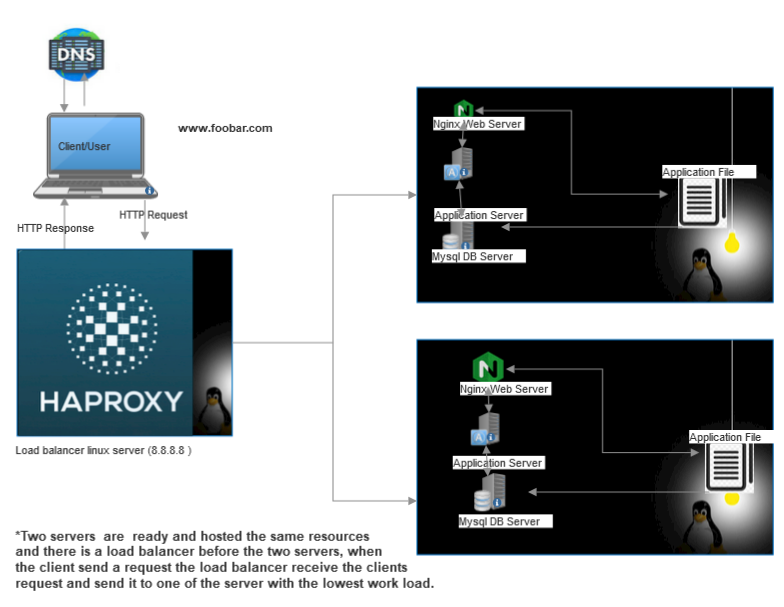 DNS
www.foobar.com
Client/User
HTTP Request
HTTP Response
HAPROXY
Load balancer linux server (8.8.8.8 )
Nginx Web Server
A
Application File
Application Server
Mysql DB Server
Nginx Web Server
A
Application File
Application Server
Mysql DB Server
*Two servers are ready and hosted the same resources
and there is a load balancer before the two servers, when
the client send a request the load balancer receive the clients
request and send it to one of the server with the lowest work load.